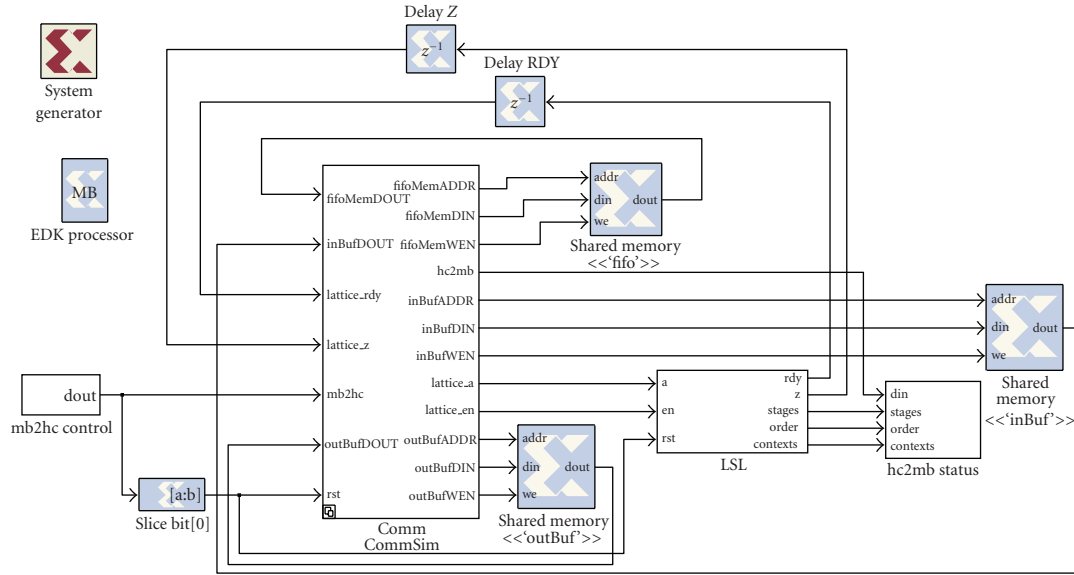 Delay Z
z⁻¹
Delay RDY
z⁻¹
System
generator
MB
EDK processor
fifoMemDOUT
inBufDOUT
lattice_rdy
lattice_z
mb2hc
outBufDOUT
rst
fifoMemADDR
fifoMemDIN
fifoMemWEN
hc2mb
inBufADDR
inBufDIN
inBufWEN
lattice_a
lattice_en
outBufADDR
outBufDIN
outBufWEN
Comm
CommSim
addr
din
we
dout
Shared memory
<<‘fifo’>>
addr
din
we
dout
Shared
memory
<<‘inBuf’>>
dout
mb2hc control
[a:b]
Slice bit[0]
addr
din
we
dout
Shared memory
<<‘outBuf’>>
a
en
rst
rdy
z
stages
order
contexts
LSL
din
stages
order
contexts
hc2mb status